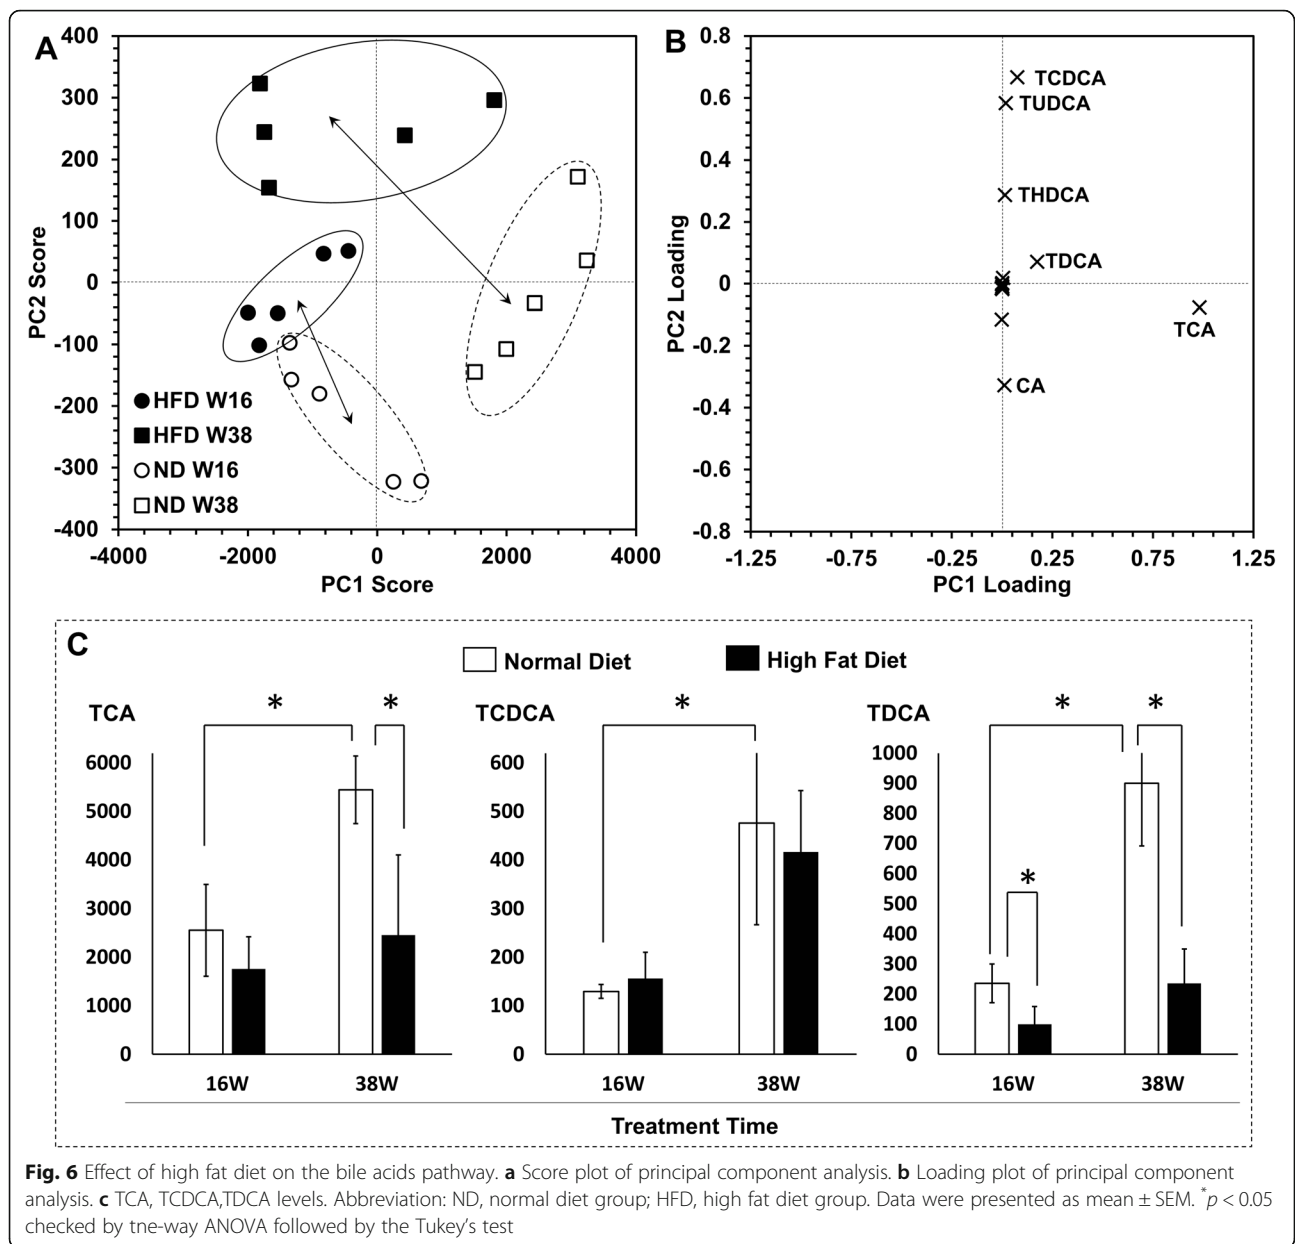 A
400
300
200
100
0
-100
-200
-300
-400
PC2 Score
HFD W16
HFD W38
ND W16
ND W38
-4000 -2000 0 2000 4000
PC1 Score
B
0.8
0.6
0.4
0.2
0
-0.2
-0.4
-0.6
-0.8
PC2 Loading
TCDCA
TUDCA
THDCA
TDCA
TCA
CA
-1.25 -0.75 -0.25 0.25 0.75 1.25
PC1 Loading
C
Normal Diet High Fat Diet
TCA
* *
6000
5000
4000
3000
2000
1000
0
16W 38W
TCDCA
*
600
500
400
300
200
100
0
16W 38W
TDCA
* *
1000
900
800
700
600
*
500
400
300
200
100
0
16W 38W
Treatment Time
Fig. 6 Effect of high fat diet on the bile acids pathway. a Score plot of principal component analysis. b Loading plot of principal component
analysis. c TCA, TCDCA,TDCA levels. Abbreviation: ND, normal diet group; HFD, high fat diet group. Data were presented as mean ± SEM. *p < 0.05
checked by tne-way ANOVA followed by the Tukey's test